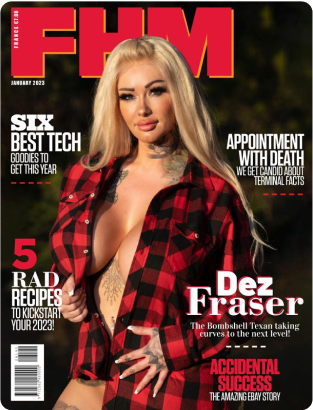 FRANCE €7.99
FHM
JANUARY 2023
SIX
BEST TECH
GOODIES TO
GET THIS YEAR
APPOINTMENT
WITH DEATH
WE GET CANDID ABOUT
TERMINAL FACTS
5
RAD
RECIPES
TO KICKSTART
YOUR 2023!
Dez
Fraser
The Bombshell Texan taking
curves to the next level!
ACCIDENTAL
SUCCESS
THE AMAZING EBAY STORY